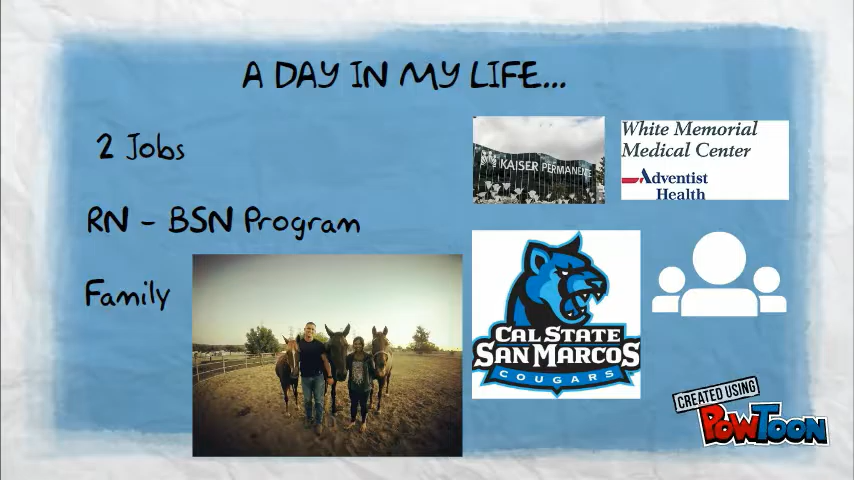 A DAY IN MY LIFE...
2 Jobs
RN - BSN Program
Family
KAISER PERMANENTE
White Memorial
Medical Center
Adventist
Health
CAL STATE
SAN MARCOS
COUGARS
CREATED USING
POWTOON